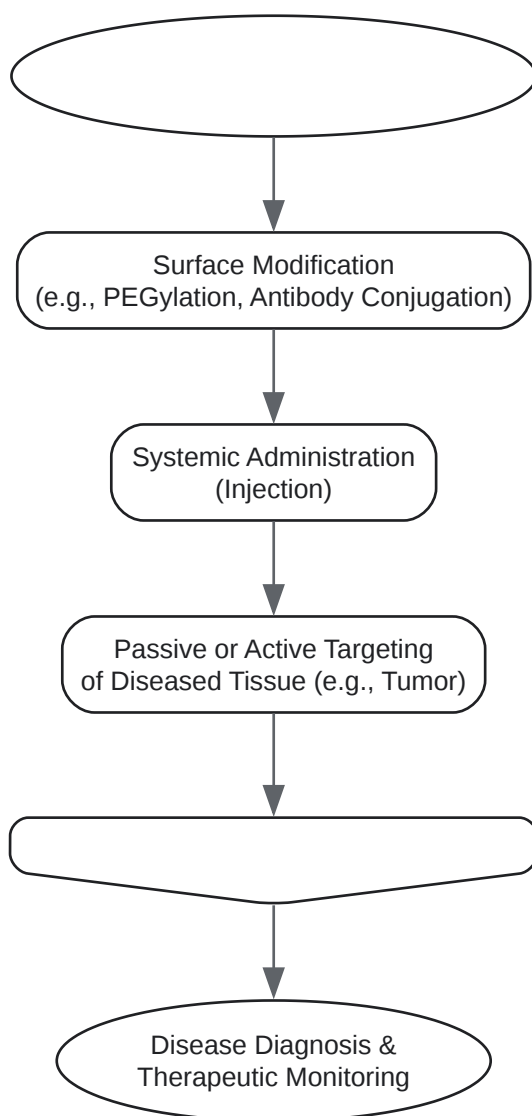 Surface Modification
(e.g., PEGylation, Antibody Conjugation)
Systemic Administration
(Injection)
Passive or Active Targeting
of Diseased Tissue (e.g., Tumor)
Disease Diagnosis &
Therapeutic Monitoring